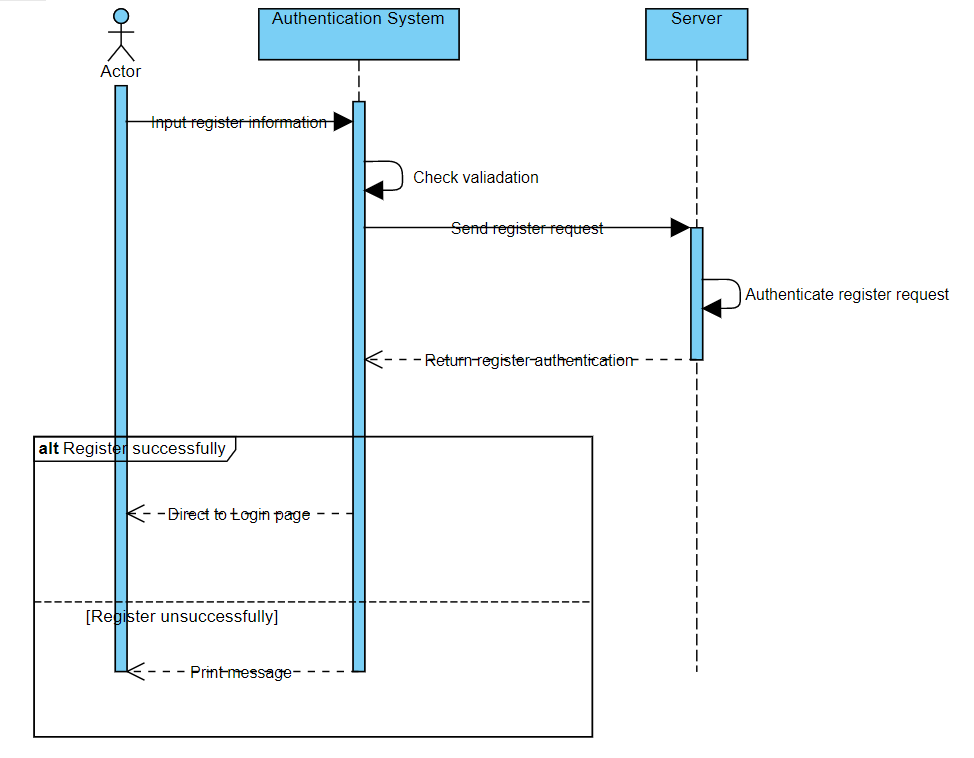 Authentication System
Server
Actor
Input register information
Check valiadation
Send register request
Authenticate register request
Return register authentication
alt Register successfully
Direct to Login page
[Register unsuccessfully]
Print message